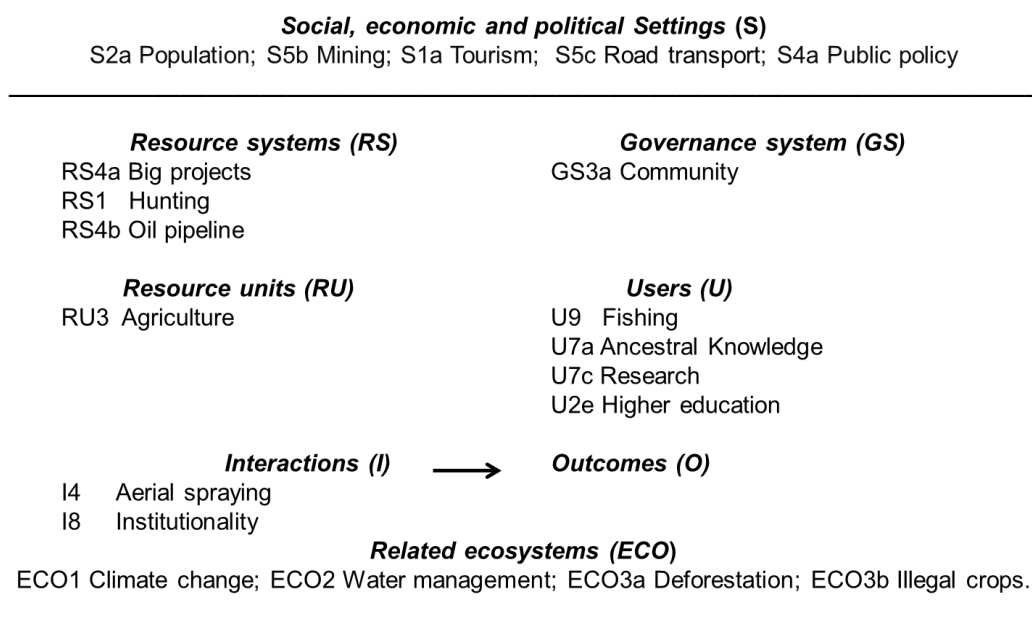 Social, economic and political Settings (S)
S2a Population; S5b Mining; S1a Tourism; S5c Road transport; S4a Public policy
Resource systems (RS)
RS4a Big projects
RS1 Hunting
RS4b Oil pipeline
Governance system (GS)
GS3a Community
Resource units (RU)
RU3 Agriculture
Users (U)
U9 Fishing
U7a Ancestral Knowledge
U7c Research
U2e Higher education
Interactions (I)
I4 Aerial spraying
I8 Institutionality
Outcomes (O)
Related ecosystems (ECO)
ECO1 Climate change; ECO2 Water management; ECO3a Deforestation; ECO3b Illegal crops.